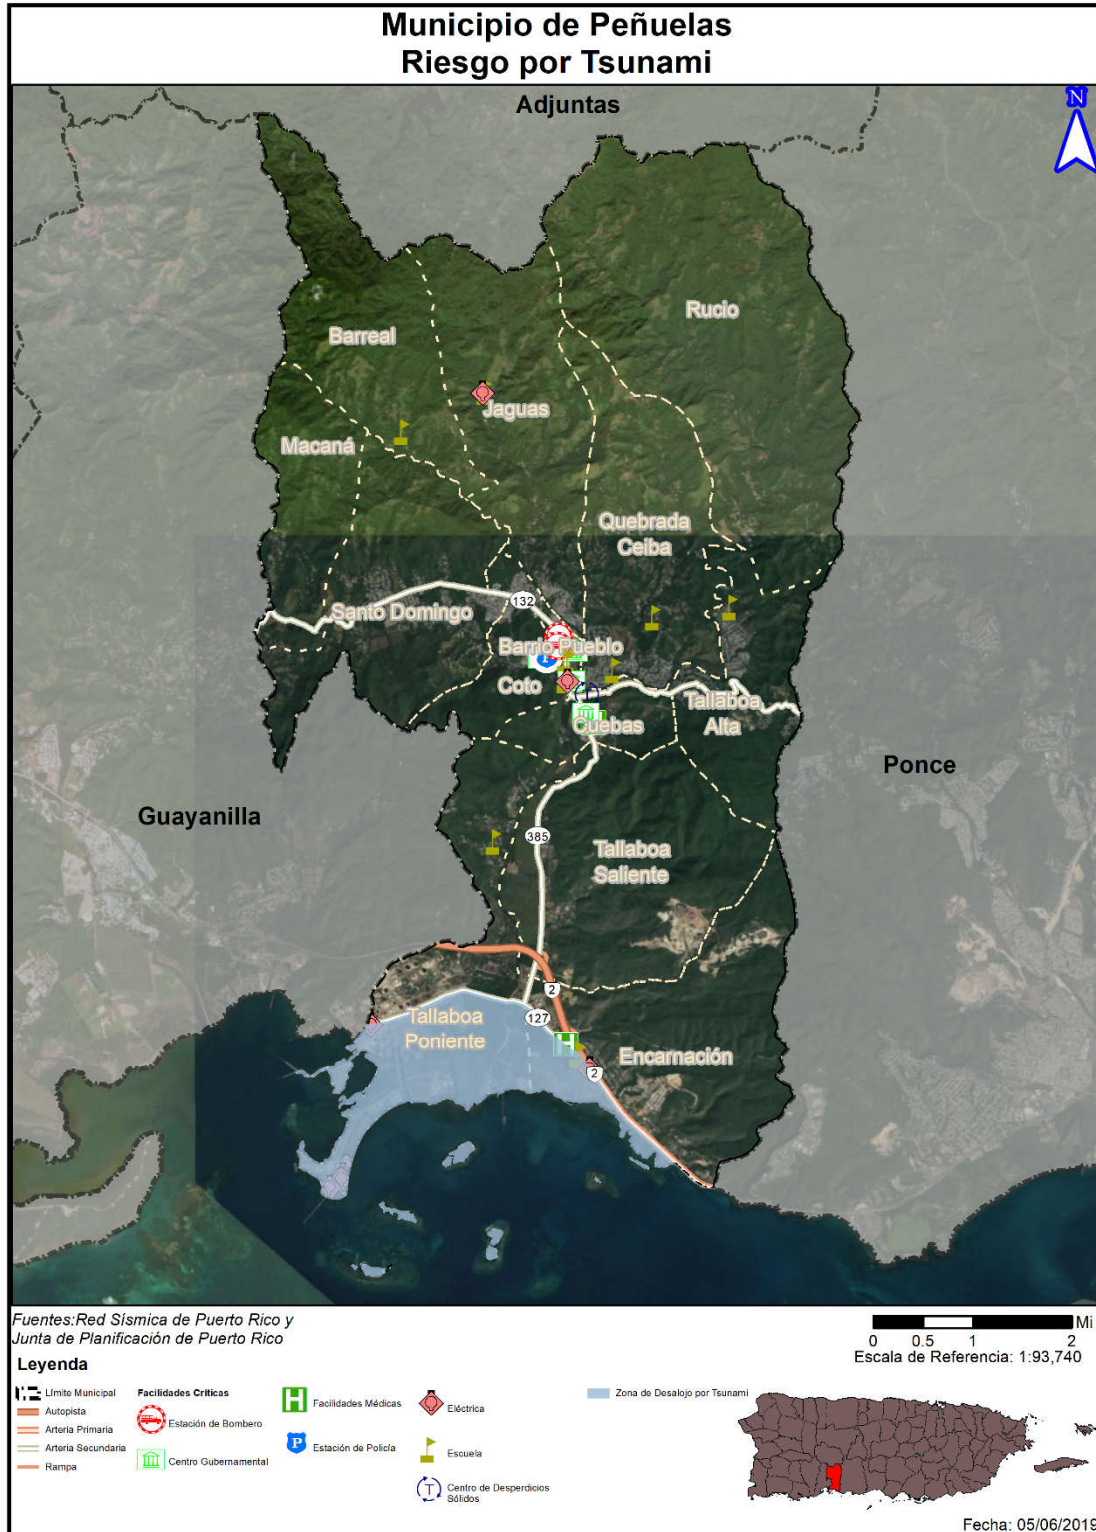 Municipio de Peñuelas
Riesgo por Tsunami
Adjuntas
N
Rucio
Barreal
Jaguas
Macaná
Quebrada
Ceiba
132
Santo Domingo
Barrio Pueblo
P
Coto
T
Tallaboa
Alta
Cuebas
Ponce
Guayanilla
385
Tallaboa
Saliente
2
127
Tallaboa
Poniente
H
Encarnación
2
Fuentes:Red Sísmica de Puerto Rico y
Junta de Planificación de Puerto Rico
Mi
0 0.5 1 2
Escala de Referencia: 1:93,740
Leyenda
Límite Municipal
Autopista
Arteria Primaria
Arteria Secundaria
Rampa
Facilidades Críticas
Estación de Bombero
Centro Gubernamental
H Facilidades Médicas
P Estación de Policía
Eléctrica
Escuela
T Centro de Desperdicios
Sólidos
Zona de Desalojo por Tsunami
Fecha: 05/06/2019